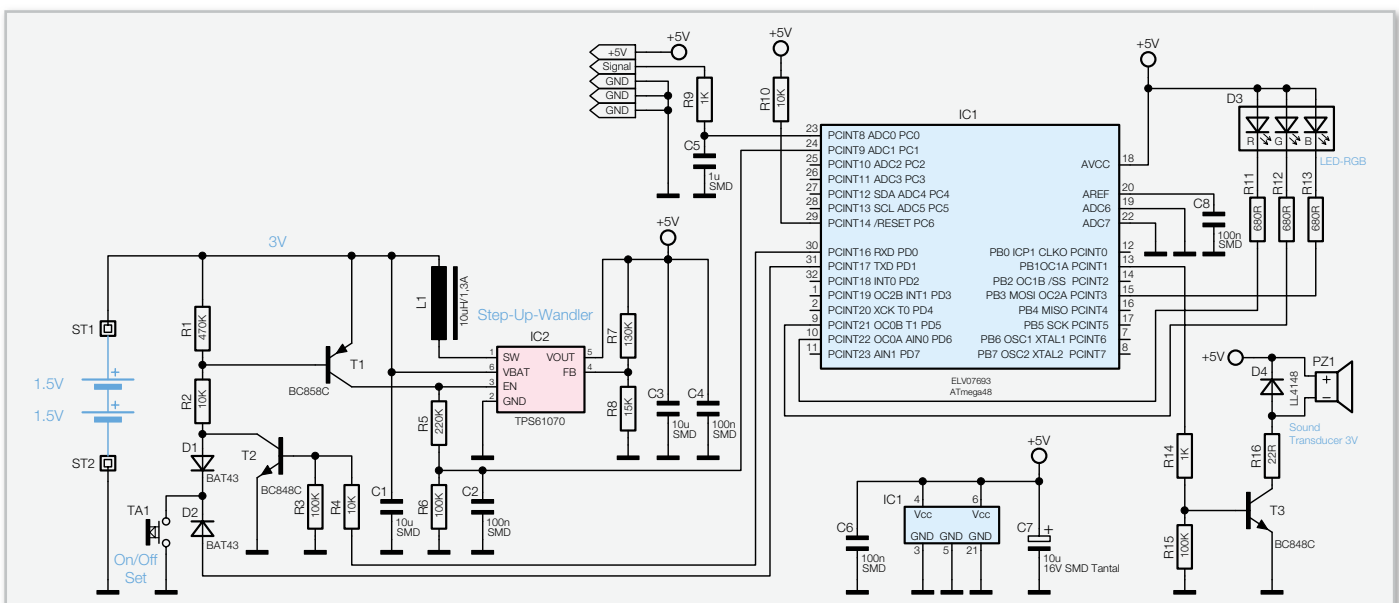 +5V
Signal
GND
GND
GND
+5V
R9
1K
C5
1u
SMD
+5V
R10
10K
IC1
23 PCINT8 ADC0 PC0
24 PCINT9 ADC1 PC1
25 PCINT10 ADC2 PC2
26 PCINT11 ADC3 PC3
27 PCINT12 SDA ADC4 PC4
28 PCINT13 SCL ADC5 PC5
29 PCINT14 /RESET PC6
30 PCINT16 RXD PD0
31 PCINT17 TXD PD1
32 PCINT18 INT0 PD2
1 PCINT19 OC2B INT1 PD3
2 PCINT20 XCK T0 PD4
9 PCINT21 OC0B T1 PD5
10 PCINT22 OC0A AIN0 PD6
11 PCINT23 AIN1 PD7
AVCC 18
AREF 20
ADC6 19
ADC7 22
PB0 ICP1 CLKO PCINT0 12
PB1OC1A PCINT1 13
PB2 OC1B /SS PCINT2 14
PB3 MOSI OC2A PCINT3 15
PB4 MISO PCINT4 16
PB5 SCK PCINT5 17
PB6 OSC1 XTAL1 PCINT6 7
PB7 OSC2 XTAL2 PCINT7 8
ELV07693
ATmega48
+5V
D3
R G B
LED-RGB
R11
680R
R12
680R
R13
680R
C8
100n
SMD
3V
ST1
1.5V
+
1.5V
+
ST2
R1
470K
R2
10K
D1
BAT43
D2
BAT43
TA1
On/Off
Set
T1
BC858C
T2
BC848C
R3
100K
R4
10K
L1
10uH/1,3A
Step-Up-Wandler
IC2
1 SW
6 VBAT
3 EN
2 GND
VOUT 5
FB 4
TPS61070
R5
220K
R6
100K
C1
10u
SMD
C2
100n
SMD
+5V
R7
130K
R8
15K
C3
10u
SMD
C4
100n
SMD
+5V
IC1
4 6
Vcc Vcc
GND GND GND
3 5 21
C6
100n
SMD
C7
+
10u
16V SMD Tantal
+5V
D4
LL4148
PZ1
+
−
Sound
Transducer 3V
R14
1K
R15
100K
R16
22R
T3
BC848C